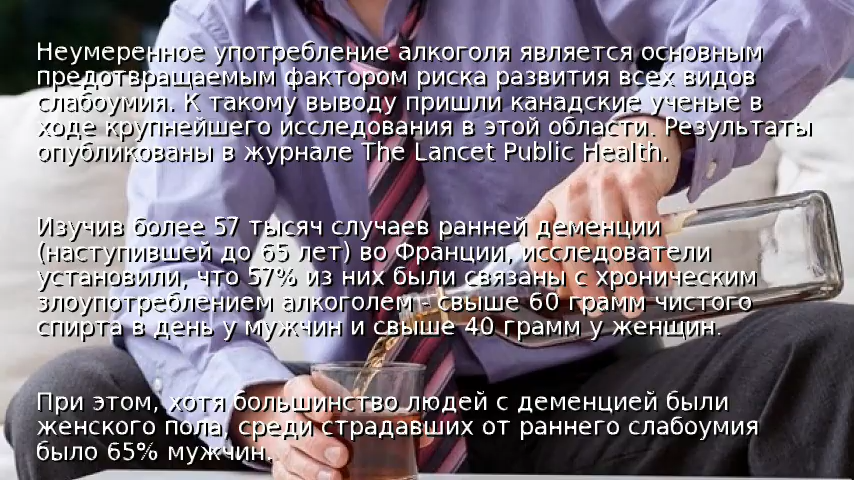 Неумеренное употребление алкоголя является основным
предотвращаемым фактором риска развития всех видов
слабоумия. К такому выводу пришли канадские ученые в
ходе крупнейшего исследования в этой области. Результаты
опубликованы в журнале The Lancet Public Health.
Изучив более 57 тысяч случаев ранней деменции
(наступившей до 65 лет) во Франции, исследователи
установили, что 57% из них были связаны с хроническим
злоупотреблением алкоголем - свыше 60 грамм чистого
спирта в день у мужчин и свыше 40 грамм у женщин.
При этом, хотя большинство людей с деменцией были
женского пола, среди страдавших от раннего слабоумия
было 65% мужчин.